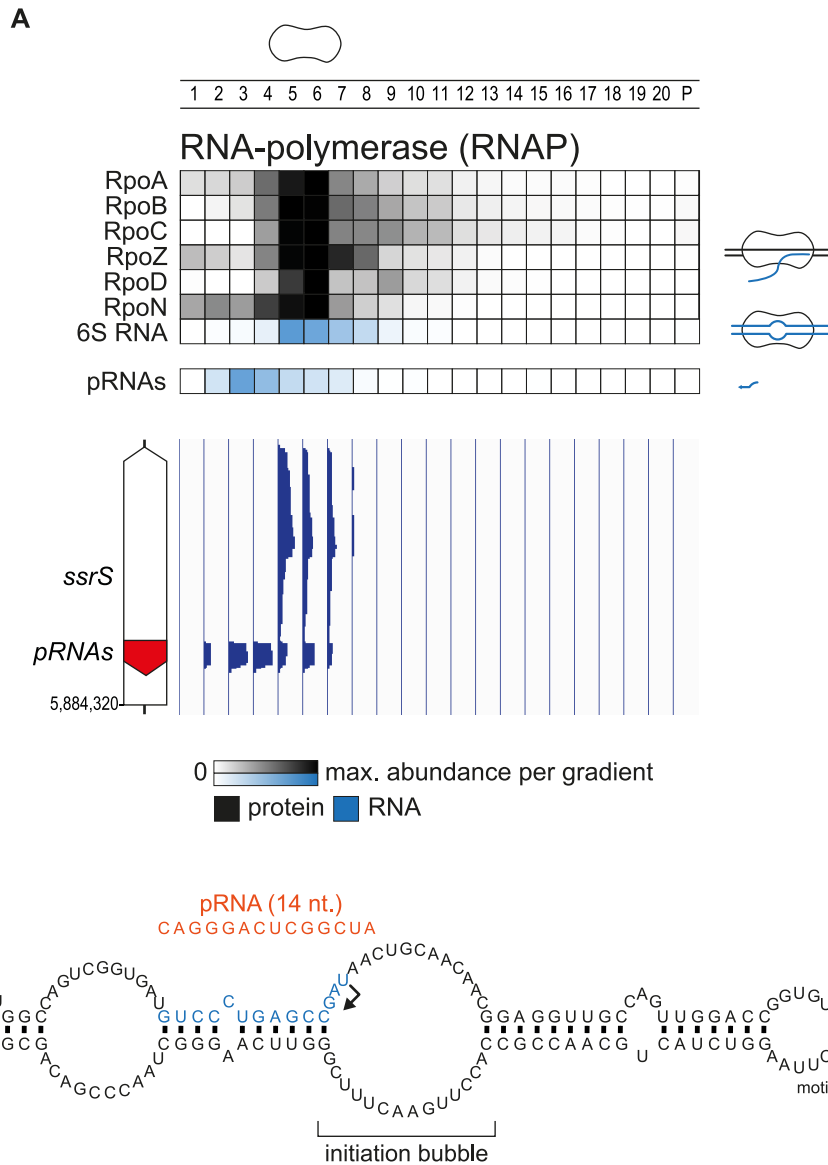 A
1 2 3 4 5 6 7 8 9 10 11 12 13 14 15 16 17 18 19 20 P
RNA-polymerase (RNAP)
RpoA
RpoB
RpoC
RpoZ
RpoD
RpoN
6S RNA
pRNAs
ssrS
pRNAs
5,884,320
0 max. abundance per gradient
protein RNA
pRNA (14 nt.)
CAGGGACUCGGCUA
GGCCAGUCGGUGAUGUCCCUGAGCCGAUAACUGCAACAACGGAGGUUGCCAGUUGGACCGGUGU
GCGACAGCCCAAUCGGGAACUUGGGCUUUCAAGUUCCACCGCCAACGUCAUCUGGAAUUC
initiation bubble